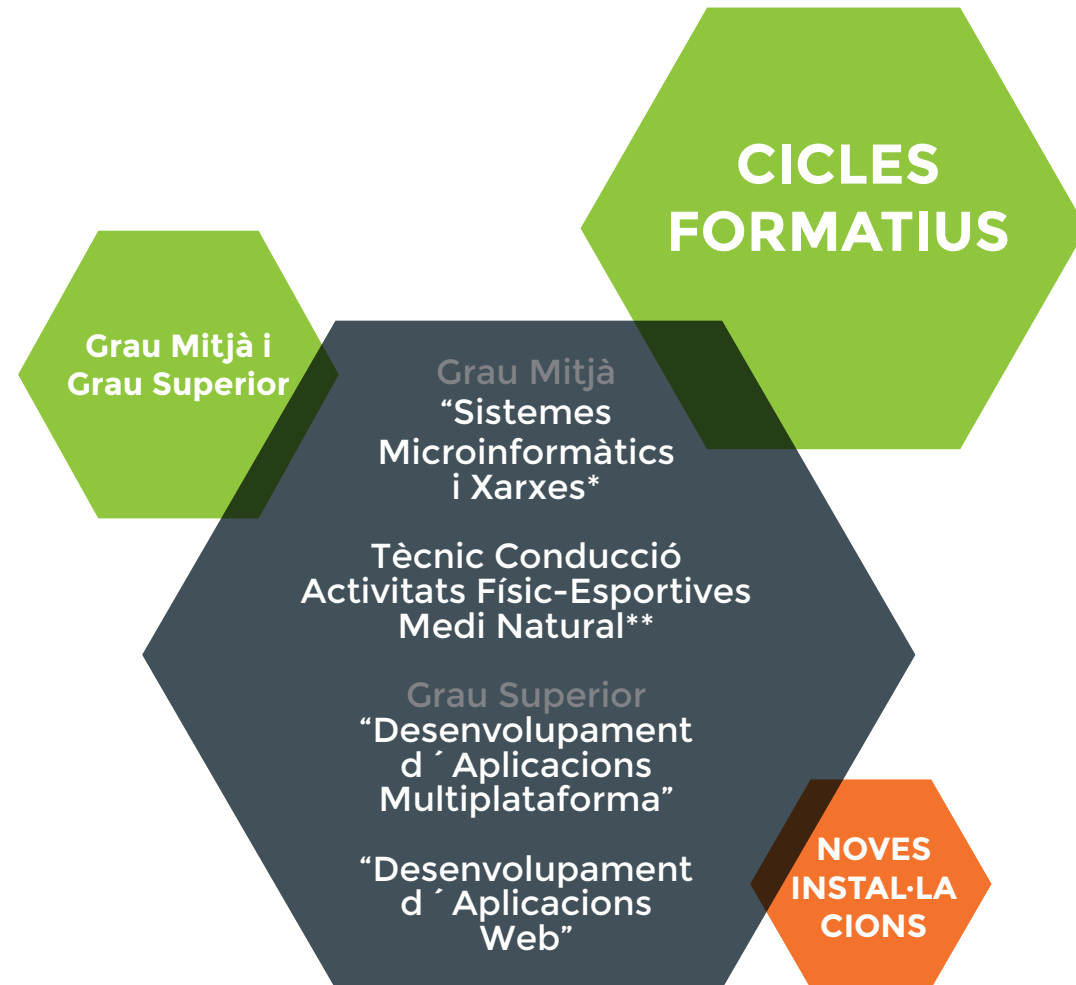 CICLES
FORMATIUS
Grau Mitjà i
Grau Superior
Grau Mitjà
“Sistemes
Microinformàtics
i Xarxes*
Tècnic Conducció
Activitats Físic-Esportives
Medi Natural**
Grau Superior
“Desenvolupament
d ´ Aplicacions
Multiplataforma”
“Desenvolupament
d ´ Aplicacions
Web”
NOVES
INSTAL·LA
CIONS